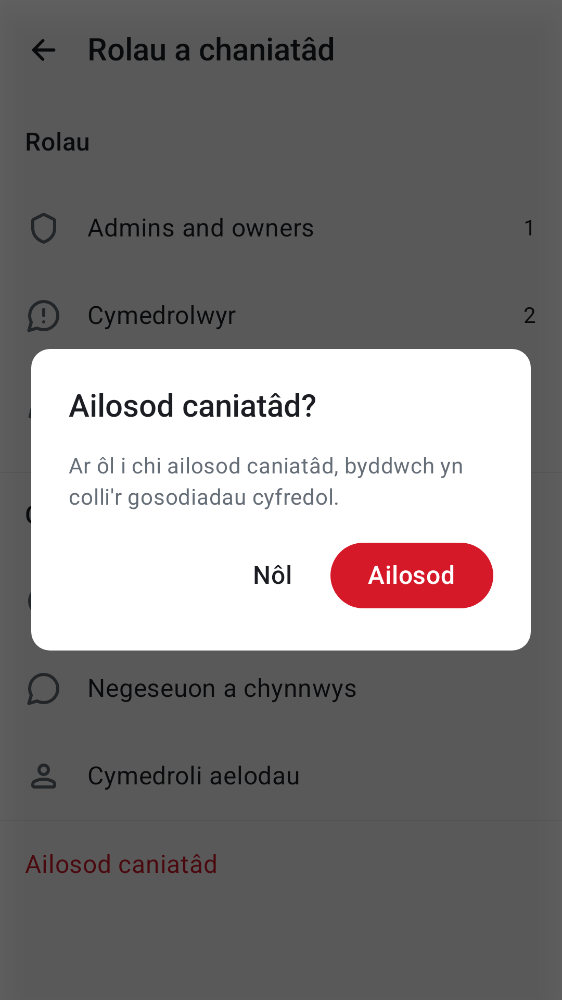 Rolau a chaniatâd
Rolau
Admins and owners 1
Cymedrolwyr 2
Ailosod caniatâd?
Ar ôl i chi ailosod caniatâd, byddwch yn
colli'r gosodiadau cyfredol.
Nôl Ailosod
Negeseuon a chynnwys
Cymedroli aelodau
Ailosod caniatâd